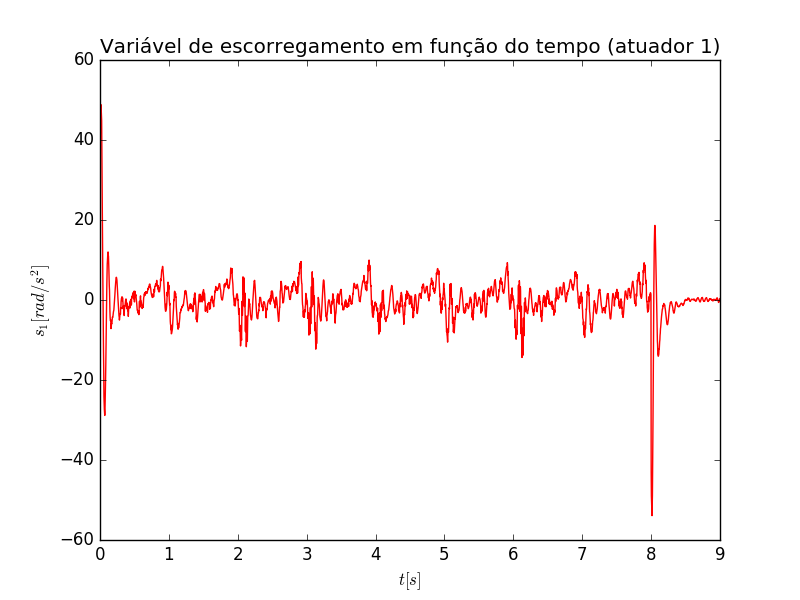 Variável de escorregamento em função do tempo (atuador 1)
60
40
20
0
−20
−40
−60
s₁[rad/s²]
0 1 2 3 4 5 6 7 8 9
t[s]